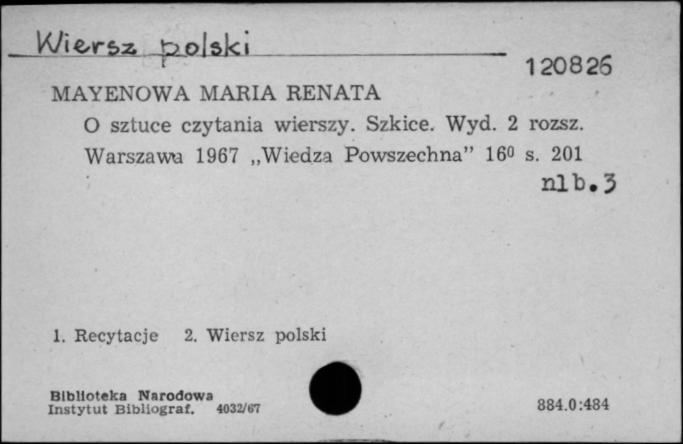 Wiersz polski
120826
MAYENOWA MARIA RENATA
O sztuce czytania wierszy. Szkice. Wyd. 2 rozsz.
Warszawa 1967 „Wiedza Powszechna” 16⁰ s. 201
nlb. 3
1. Recytacje 2. Wiersz polski
Biblioteka Narodowa
Instytut Bibliograf. 4032/67
884.0:484